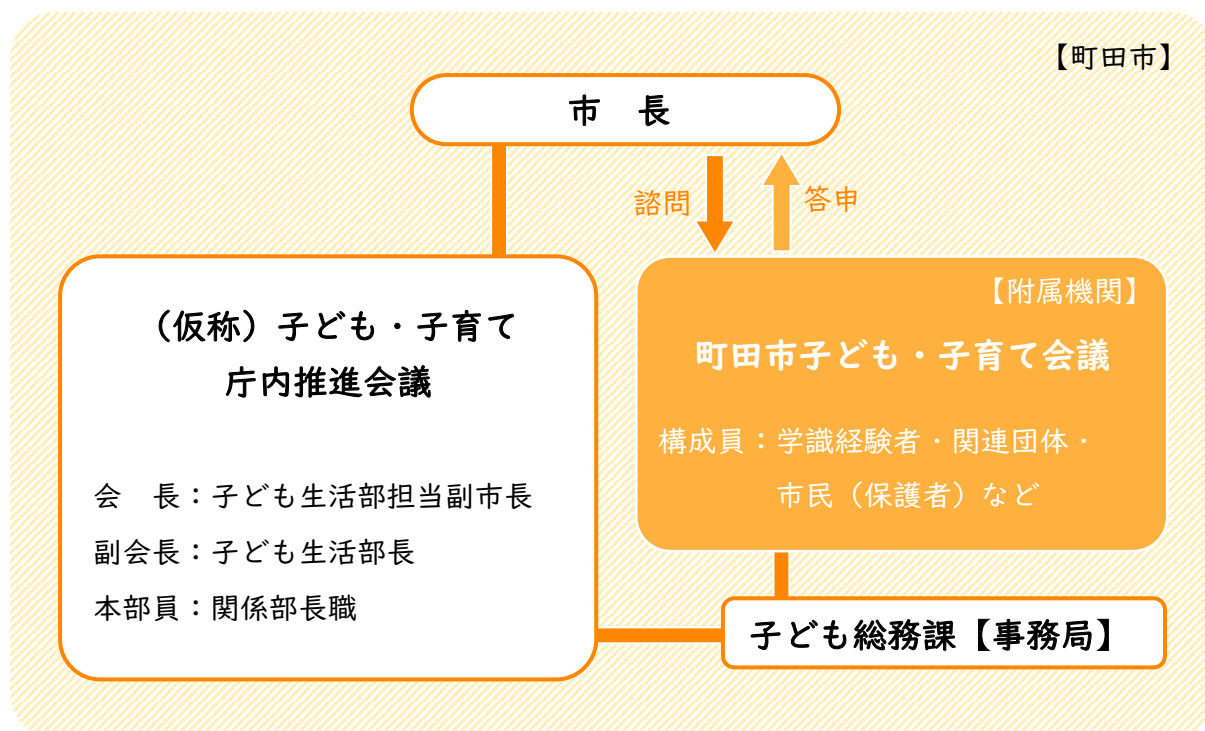 【町田市】
市　長
諮問
答申
（仮称）子ども・子育て
庁内推進会議
会　長：子ども生活部担当副市長
副会長：子ども生活部長
本部員：関係部長職
【附属機関】
町田市子ども・子育て会議
構成員：学識経験者・関連団体・
市民（保護者）など
子ども総務課【事務局】